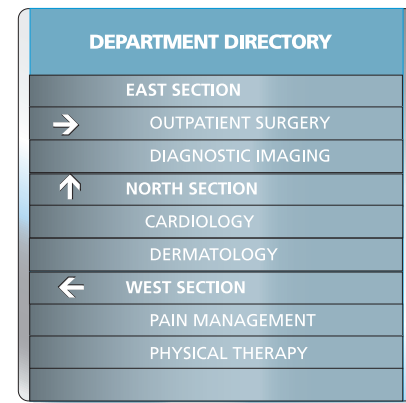 DEPARTMENT DIRECTORY
EAST SECTION
OUTPATIENT SURGERY
DIAGNOSTIC IMAGING
NORTH SECTION
CARDIOLOGY
DERMATOLOGY
WEST SECTION
PAIN MANAGEMENT
PHYSICAL THERAPY